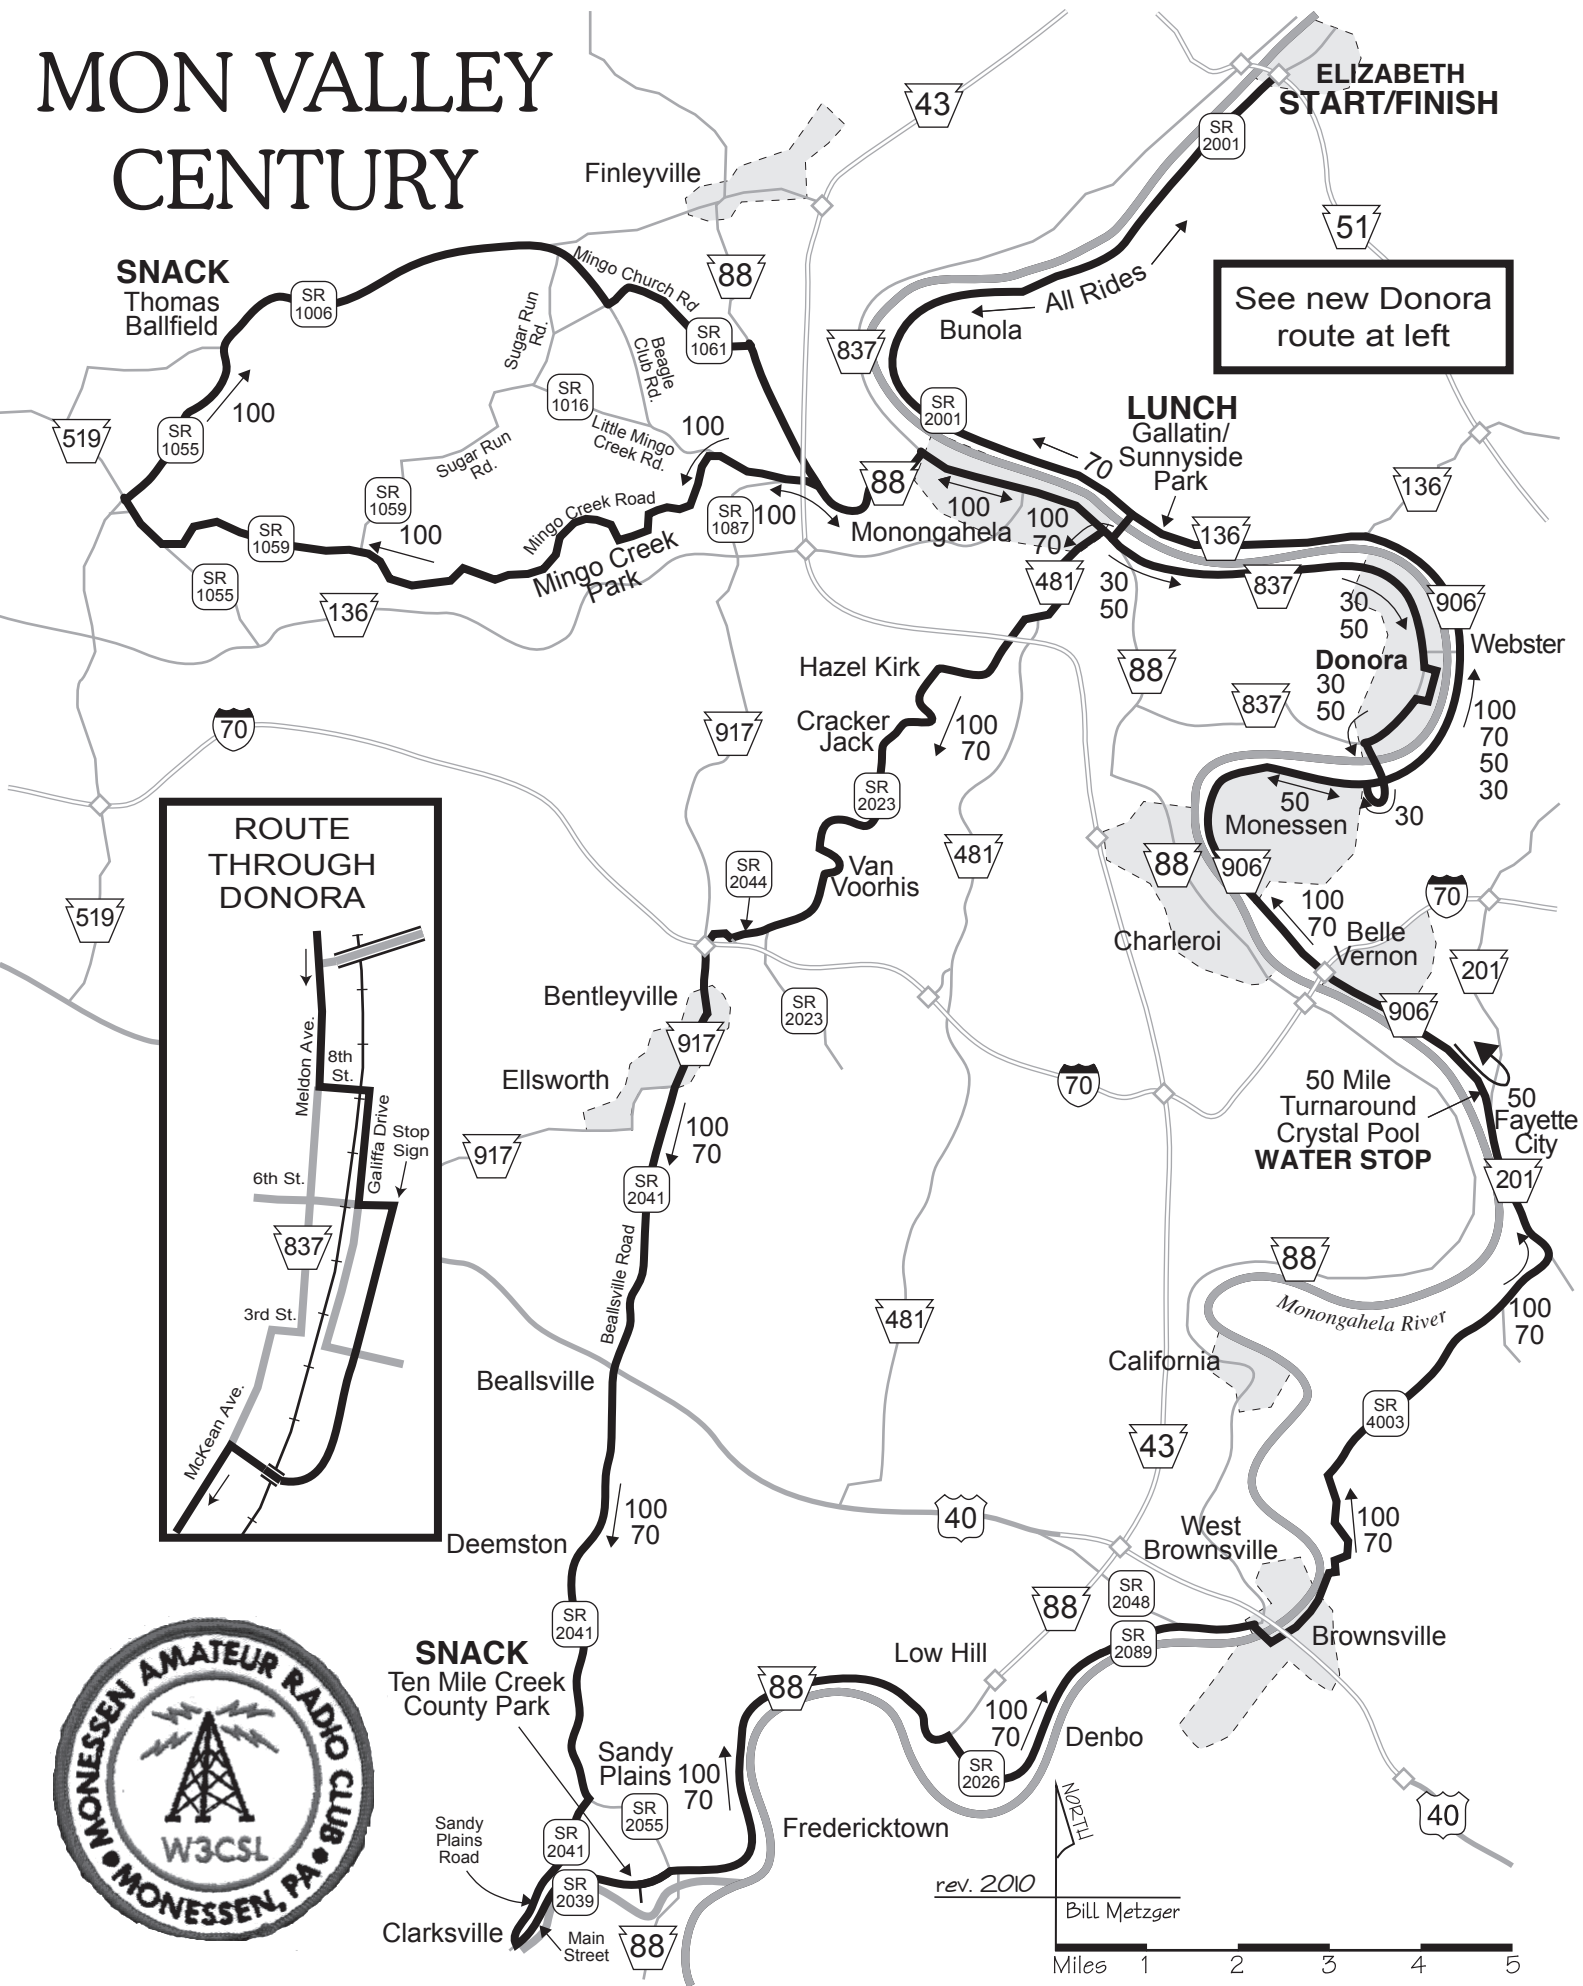 MON VALLEY
CENTURY
ELIZABETH
START/FINISH
43
SR
2001
Finleyville
51
SNACK
Thomas
Ballfield
SR
1006
Mingo Church Rd
88
All Rides
See new Donora
route at left
Sugar Run
Rd.
SR
1061
Bunola
837
Beagle
Club Rd.
SR
1016
100
SR
2001
LUNCH
Gallatin/
Sunnyside
Park
519
SR
1055
Little Mingo
Creek Rd.
100
70
Sugar Run
Rd.
88
136
SR
1059
Mingo Creek Road
SR
1087
100
100
Monongahela
100
70
136
SR
1059
100
Mingo Creek
Park
481
30
50
837
30
50
906
SR
1055
136
Webster
Donora
30
50
Hazel Kirk
88
837
Cracker
Jack
100
70
100
70
50
30
70
917
SR
2023
50
Monessen
30
ROUTE
THROUGH
DONORA
SR
2044
Van
Voorhis
481
88
906
70
519
100
70
Charleroi
Belle
Vernon
201
Bentleyville
SR
2023
906
917
Meldon Ave.
8th
St.
Ellsworth
70
50 Mile
Turnaround
Crystal Pool
WATER STOP
50
Fayette
City
Galiffa Drive
Stop
Sign
917
100
70
6th St.
SR
2041
201
837
Beallsville Road
88
Monongahela River
3rd St.
481
100
70
California
Beallsville
McKean Ave.
SR
4003
43
100
70
40
100
70
West
Brownsville
Deemston
88
SR
2048
SR
2041
SR
2089
Brownsville
SNACK
Ten Mile Creek
County Park
Low Hill
88
100
70
Denbo
Sandy
Plains
100
70
SR
2026
NORTH
SR
2055
Fredericktown
40
Sandy
Plains
Road
SR
2041
SR
2039
rev. 2010
Bill Metzger
Clarksville
Main
Street
88
Miles 1 2 3 4 5
MONESSEN AMATEUR RADIO CLUB
W3CSL
MONESSEN, PA